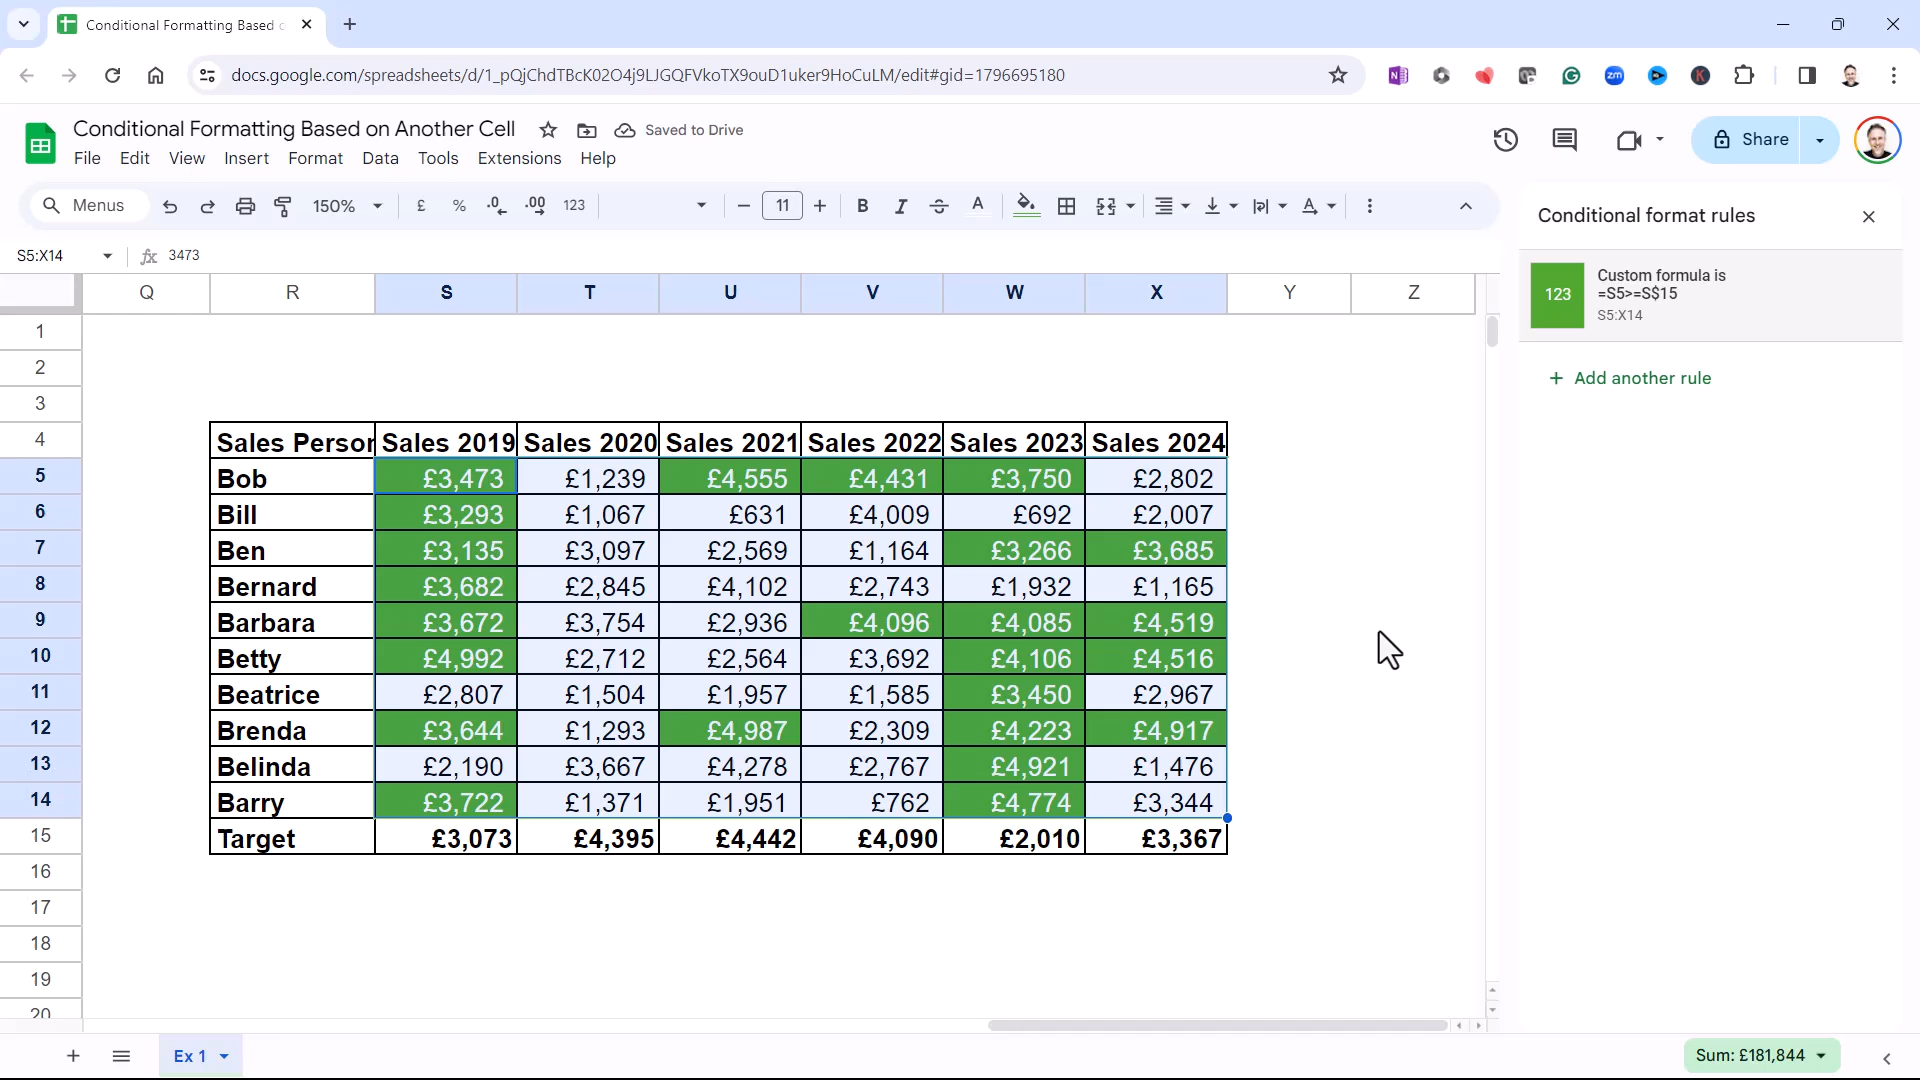 Conditional Formatting Based o
docs.google.com/spreadsheets/d/1_pQjChdTBcK02O4j9LJGQFVkoTX9ouD1uker9HoCuLM/edit#gid=1796695180
Conditional Formatting Based on Another Cell
Saved to Drive
File Edit View Insert Format Data Tools Extensions Help
Share
Menus 150% £ % .0 .00 123 11 B I A
S5:X14 fx 3473
Conditional format rules
123
Custom formula is
=S5>=S$15
S5:X14
+ Add another rule
Q R S T U V W X Y Z
1
2
3
4 Sales Person Sales 2019 Sales 2020 Sales 2021 Sales 2022 Sales 2023 Sales 2024
5 Bob £3,473 £1,239 £4,555 £4,431 £3,750 £2,802
6 Bill £3,293 £1,067 £631 £4,009 £692 £2,007
7 Ben £3,135 £3,097 £2,569 £1,164 £3,266 £3,685
8 Bernard £3,682 £2,845 £4,102 £2,743 £1,932 £1,165
9 Barbara £3,672 £3,754 £2,936 £4,096 £4,085 £4,519
10 Betty £4,992 £2,712 £2,564 £3,692 £4,106 £4,516
11 Beatrice £2,807 £1,504 £1,957 £1,585 £3,450 £2,967
12 Brenda £3,644 £1,293 £4,987 £2,309 £4,223 £4,917
13 Belinda £2,190 £3,667 £4,278 £2,767 £4,921 £1,476
14 Barry £3,722 £1,371 £1,951 £762 £4,774 £3,344
15 Target £3,073 £4,395 £4,442 £4,090 £2,010 £3,367
16
17
18
19
20
Ex 1
Sum: £181,844